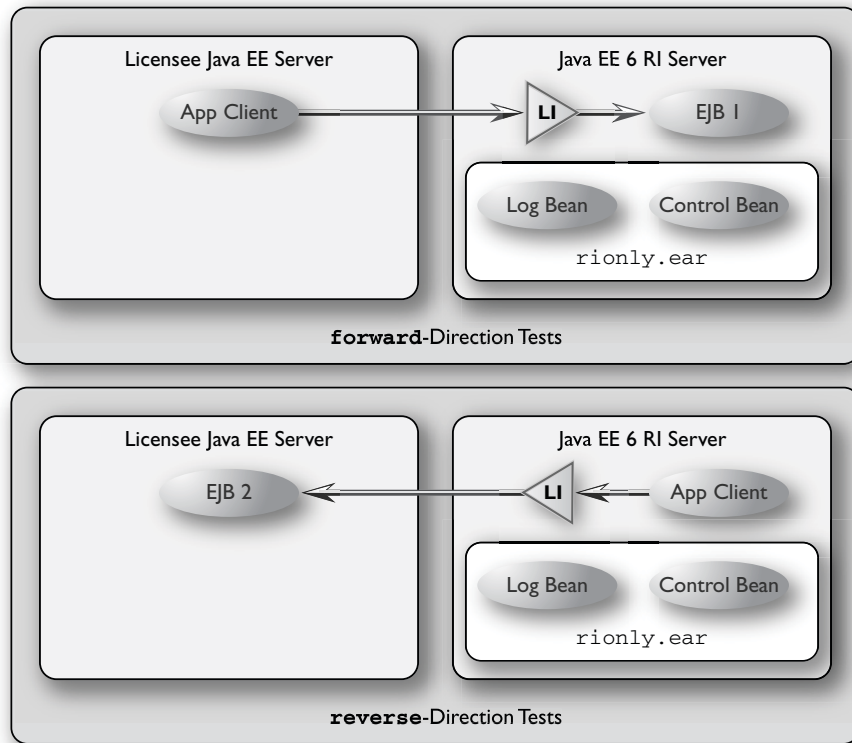 Licensee Java EE Server
Java EE 6 RI Server
App Client
LI
EJB 1
Log Bean
Control Bean
rionly.ear
forward-Direction Tests
Licensee Java EE Server
Java EE 6 RI Server
EJB 2
LI
App Client
Log Bean
Control Bean
rionly.ear
reverse-Direction Tests